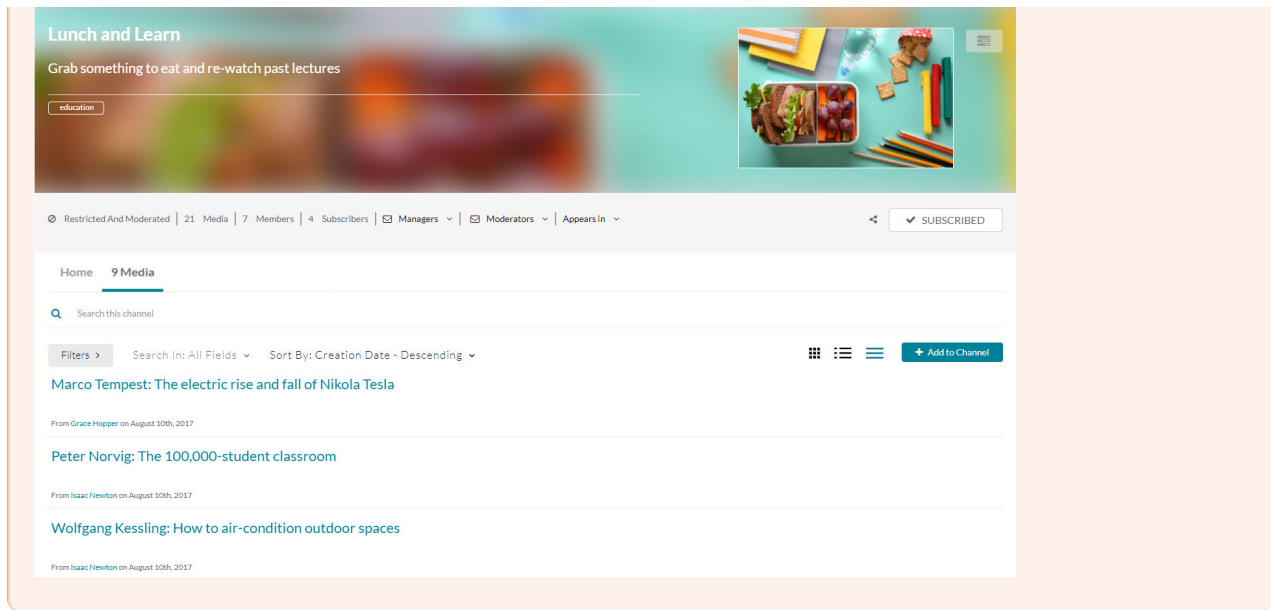 Lunch and Learn
Grab something to eat and re-watch past lectures
education
Restricted And Moderated | 21 Media | 7 Members | 4 Subscribers | Managers | Moderators | Appears in
SUBSCRIBED
Home 9 Media
Search this channel
Filters Search In: All Fields Sort By: Creation Date - Descending
+ Add to Channel
Marco Tempest: The electric rise and fall of Nikola Tesla
From Grace Hopper on August 10th, 2017
Peter Norvig: The 100,000-student classroom
From Isaac Newton on August 10th, 2017
Wolfgang Kessling: How to air-condition outdoor spaces
From Isaac Newton on August 10th, 2017